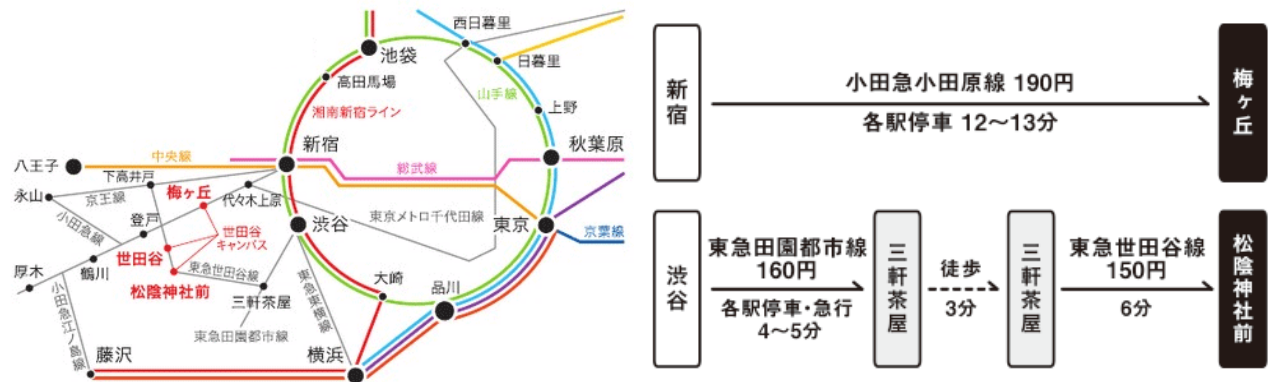 池袋
西日暮里
日暮里
高田馬場
山手線
湘南新宿ライン
上野
新宿
秋葉原
八王子
中央線
総武線
下高井戸
永山
京王線
梅ヶ丘
代々木上原
小田急線
登戸
世田谷
キャンパス
渋谷
東京メトロ千代田線
東京
京葉線
世田谷
厚木
鶴川
東急世田谷線
松陰神社前
大崎
品川
三軒茶屋
小田急江ノ島線
東急東横線
東急田園都市線
藤沢
横浜
新宿
小田急小田原線 190円
各駅停車 12~13分
梅ヶ丘
渋谷
東急田園都市線
160円
各駅停車・急行
4~5分
三軒茶屋
徒歩
3分
三軒茶屋
東急世田谷線
150円
6分
松陰神社前